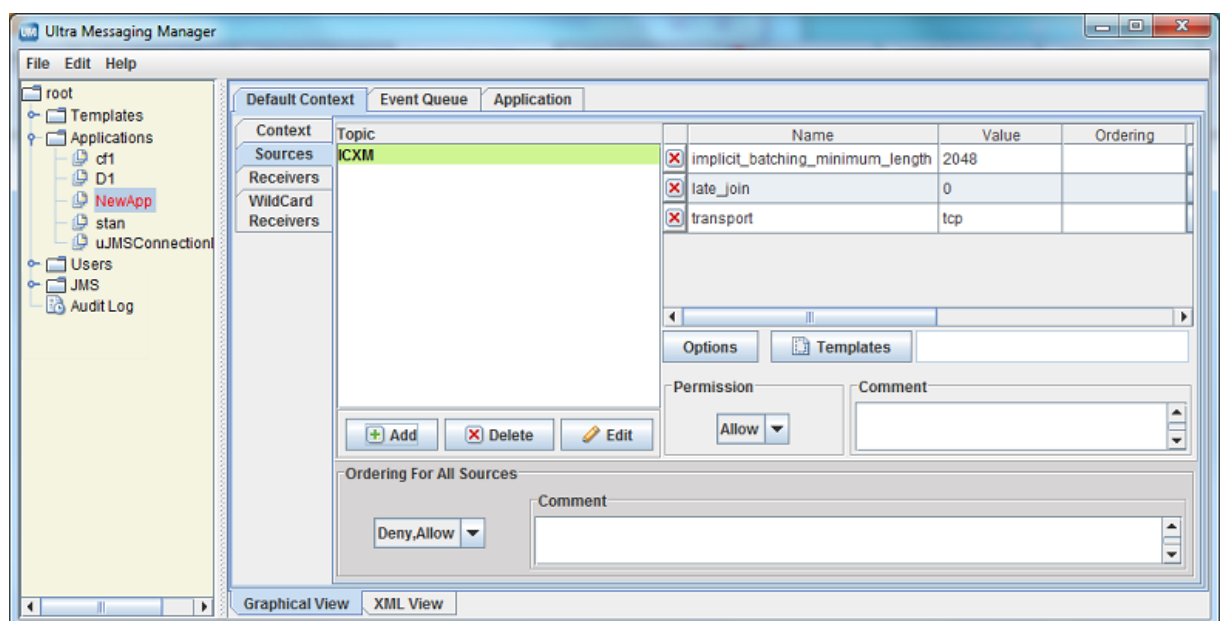 UM Ultra Messaging Manager
File Edit Help
root
Templates
Applications
cf1
D1
NewApp
stan
uJMSConnectionl
Users
JMS
Audit Log
Default Context Event Queue Application
Context
Sources
Receivers
WildCard
Receivers
Topic
ICXM
Name Value Ordering
implicit_batching_minimum_length 2048
late_join 0
transport tcp
Options Templates
Permission
Allow
Comment
Add Delete Edit
Ordering For All Sources
Deny,Allow
Comment
Graphical View XML View